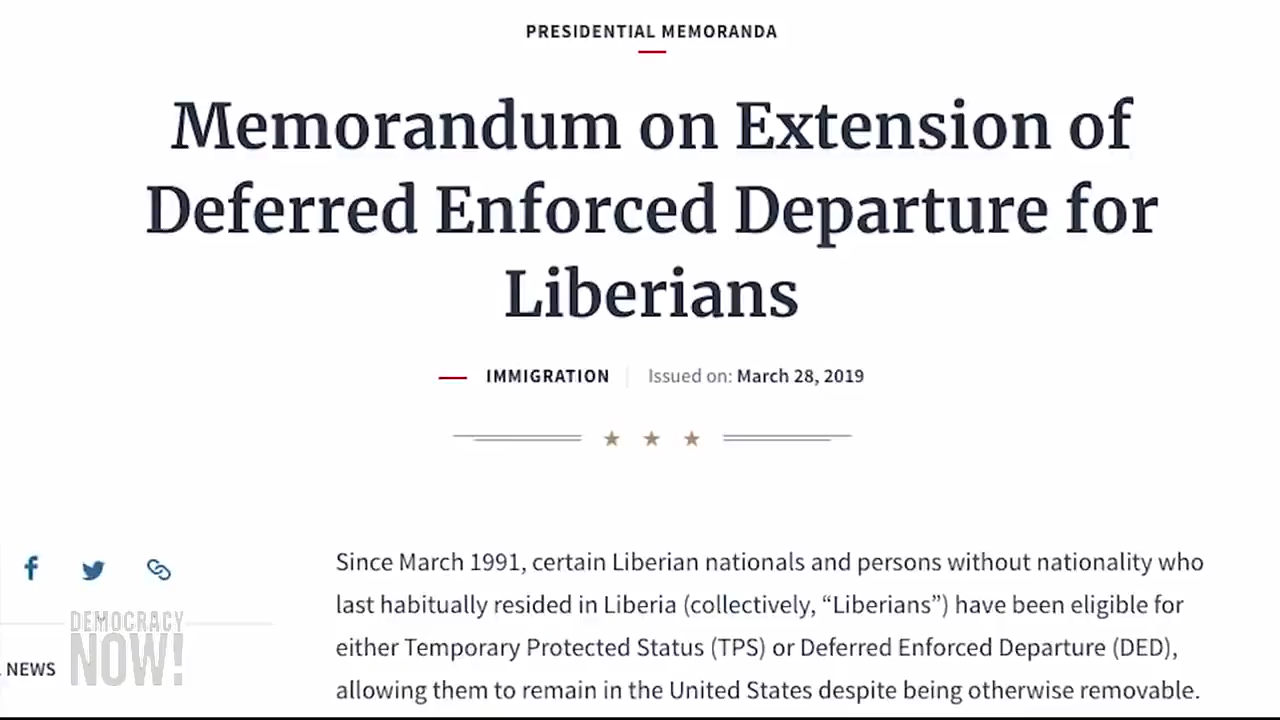 PRESIDENTIAL MEMORANDA
Memorandum on Extension of
Deferred Enforced Departure for
Liberians
IMMIGRATION Issued on: March 28, 2019
Since March 1991, certain Liberian nationals and persons without nationality who
last habitually resided in Liberia (collectively, “Liberians”) have been eligible for
either Temporary Protected Status (TPS) or Deferred Enforced Departure (DED),
allowing them to remain in the United States despite being otherwise removable.
DEMOCRACY
NOW!
NEWS